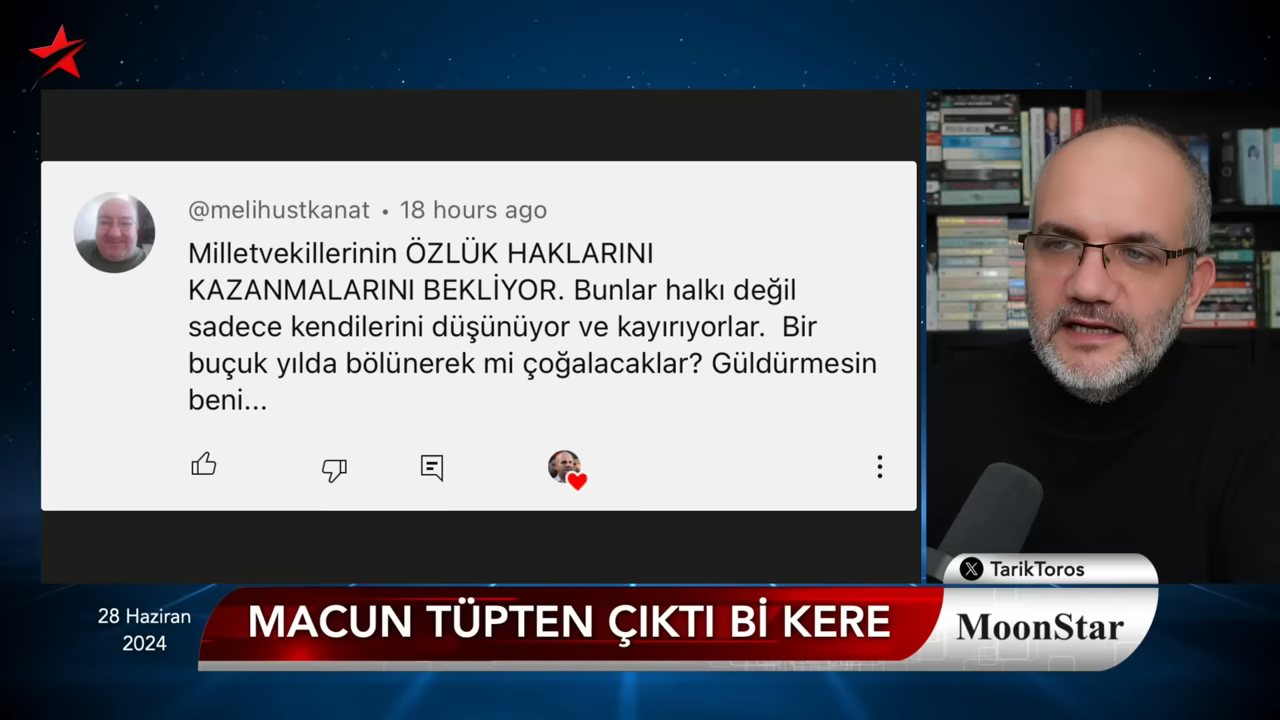 @melihustkanat • 18 hours ago
Milletvekillerinin ÖZLÜK HAKLARINI
KAZANMALARINI BEKLİYOR. Bunlar halkı değil
sadece kendilerini düşünüyor ve kayırıyorlar. Bir
buçuk yılda bölünerek mi çoğalacaklar? Güldürmesin
beni...
TarikToros
28 Haziran
2024
MACUN TÜPTEN ÇIKTI Bİ KERE
MoonStar